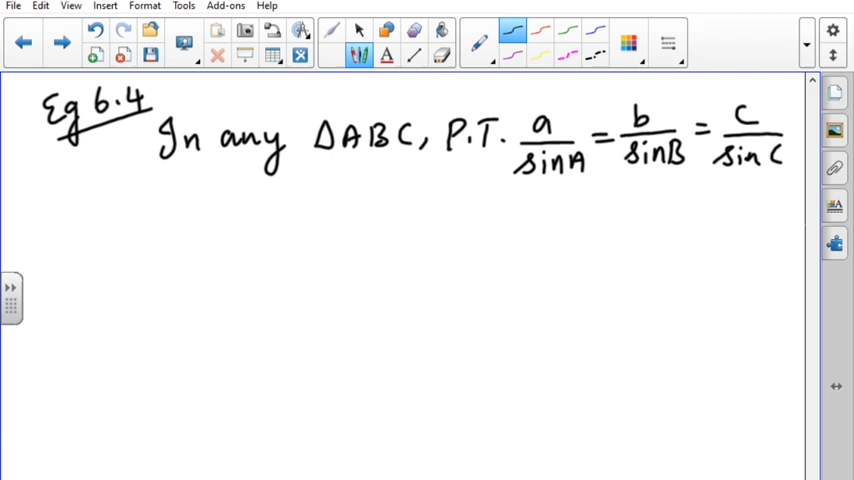 File Edit View Insert Format Tools Add-ons Help
Eg 6.4
In any ΔABC, P.T. a/sinA = b/sinB = c/sinC